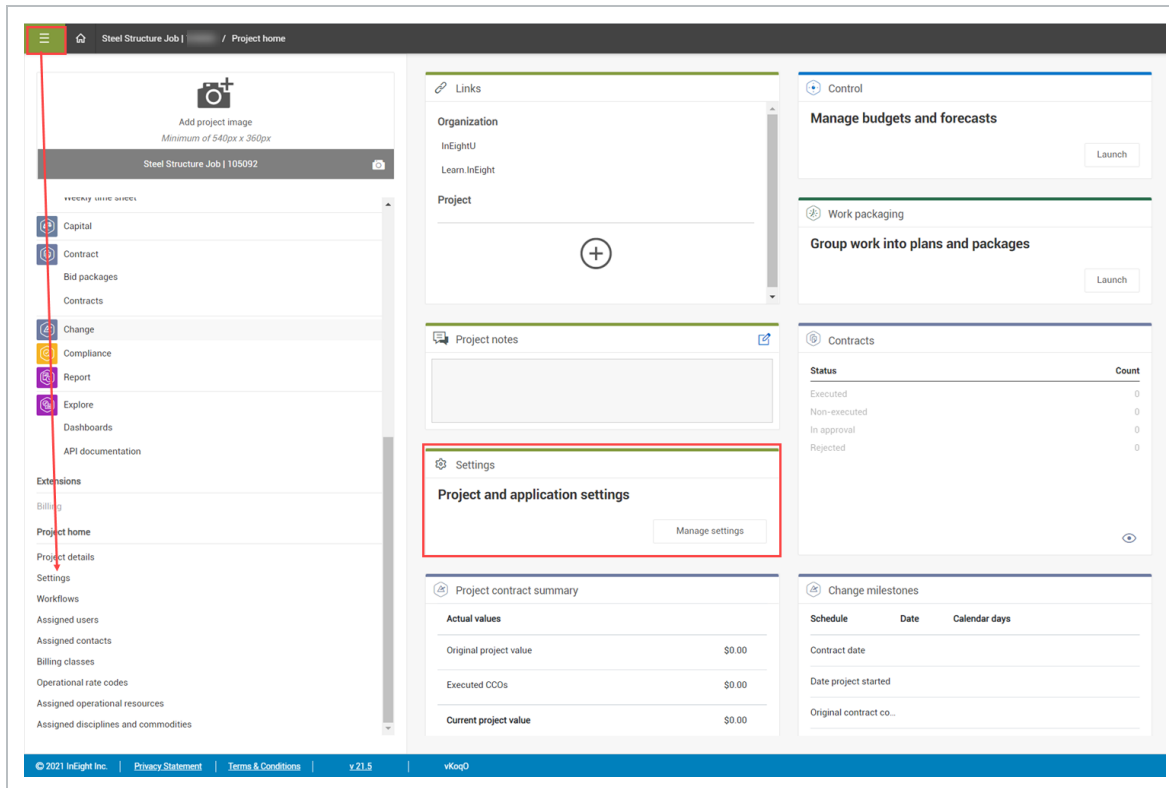 Steel Structure Job | / Project home
Add project image
Minimum of 540px x 360px
Steel Structure Job | 105092
Weekly time sheet
Capital
Contract
Bid packages
Contracts
Change
Compliance
Report
Explore
Dashboards
API documentation
Extensions
Billing
Project home
Project details
Settings
Workflows
Assigned users
Assigned contacts
Billing classes
Operational rate codes
Assigned operational resources
Assigned disciplines and commodities
Links
Organization
InEightU
Learn.InEight
Project
Project notes
Settings
Project and application settings
Manage settings
Project contract summary
Actual values
Original project value $0.00
Executed CCOs $0.00
Current project value $0.00
Control
Manage budgets and forecasts
Launch
Work packaging
Group work into plans and packages
Launch
Contracts
Status Count
Executed 0
Non-executed 0
In approval 0
Rejected 0
Change milestones
Schedule Date Calendar days
Contract date
Date project started
Original contract co...
© 2021 InEight Inc. | Privacy Statement | Terms & Conditions | v 21.5 | vKoqO